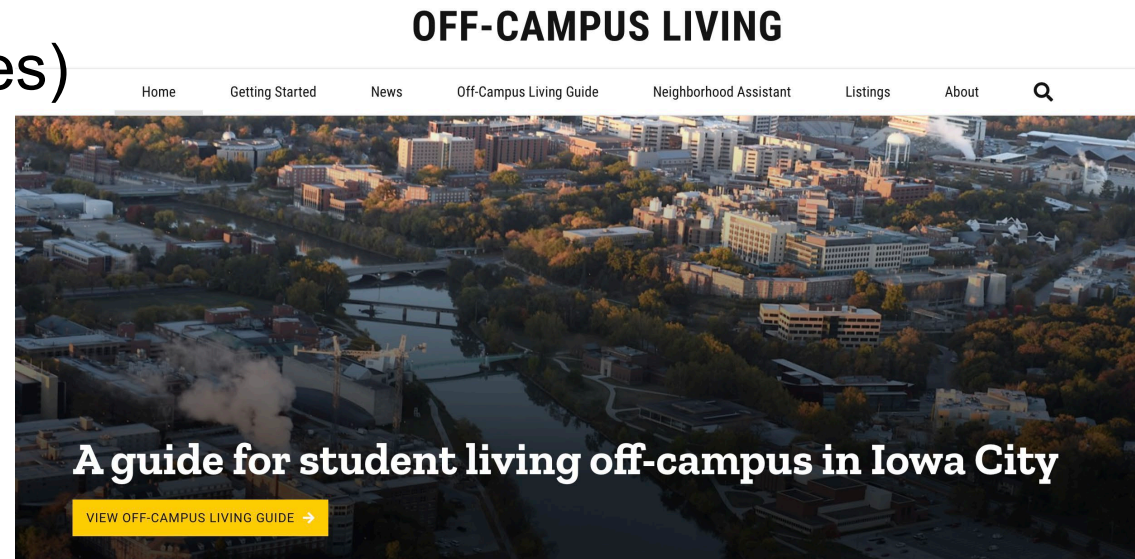 OFF-CAMPUS LIVING
es)
Home Getting Started News Off-Campus Living Guide Neighborhood Assistant Listings About
A guide for student living off-campus in Iowa City
VIEW OFF-CAMPUS LIVING GUIDE →